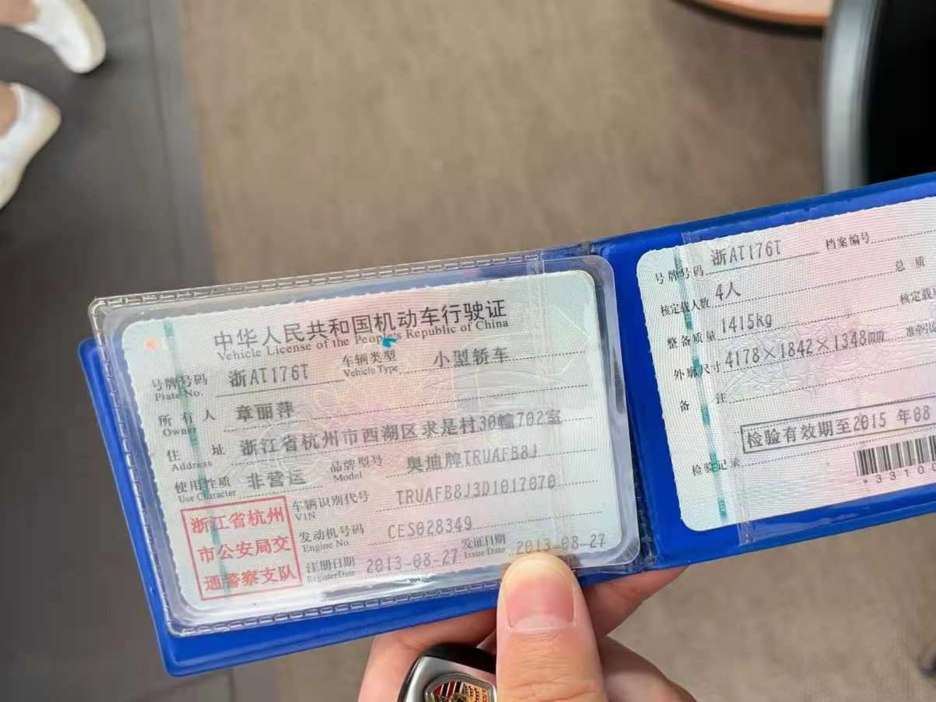 中华人民共和国机动车行驶证
Vehicle License of the People's Republic of China
号牌号码 浙AT176T 车辆类型 小型轿车
Plate No. Vehicle Type
所有人 章丽萍
Owner
住址 浙江省杭州市西湖区求是村30幢702室
Address
使用性质 非营运 品牌型号 奥迪牌TRUAFB8J
Use Character Model
浙江省杭州
市公安局交
通警察支队
车辆识别代号 TRUAFB8J3D1017070
VIN
发动机号码 CES028349
Engine No.
注册日期 2013-08-27 发证日期 2013-08-27
Register Date Issue Date
号牌号码 浙AT176T 档案编号
核定载人数 4人 总质
整备质量 1415kg 核定载
外廓尺寸 4178×1842×1348mm 准牵引
备注
检验有效期至2015年08
检验记录
*3310